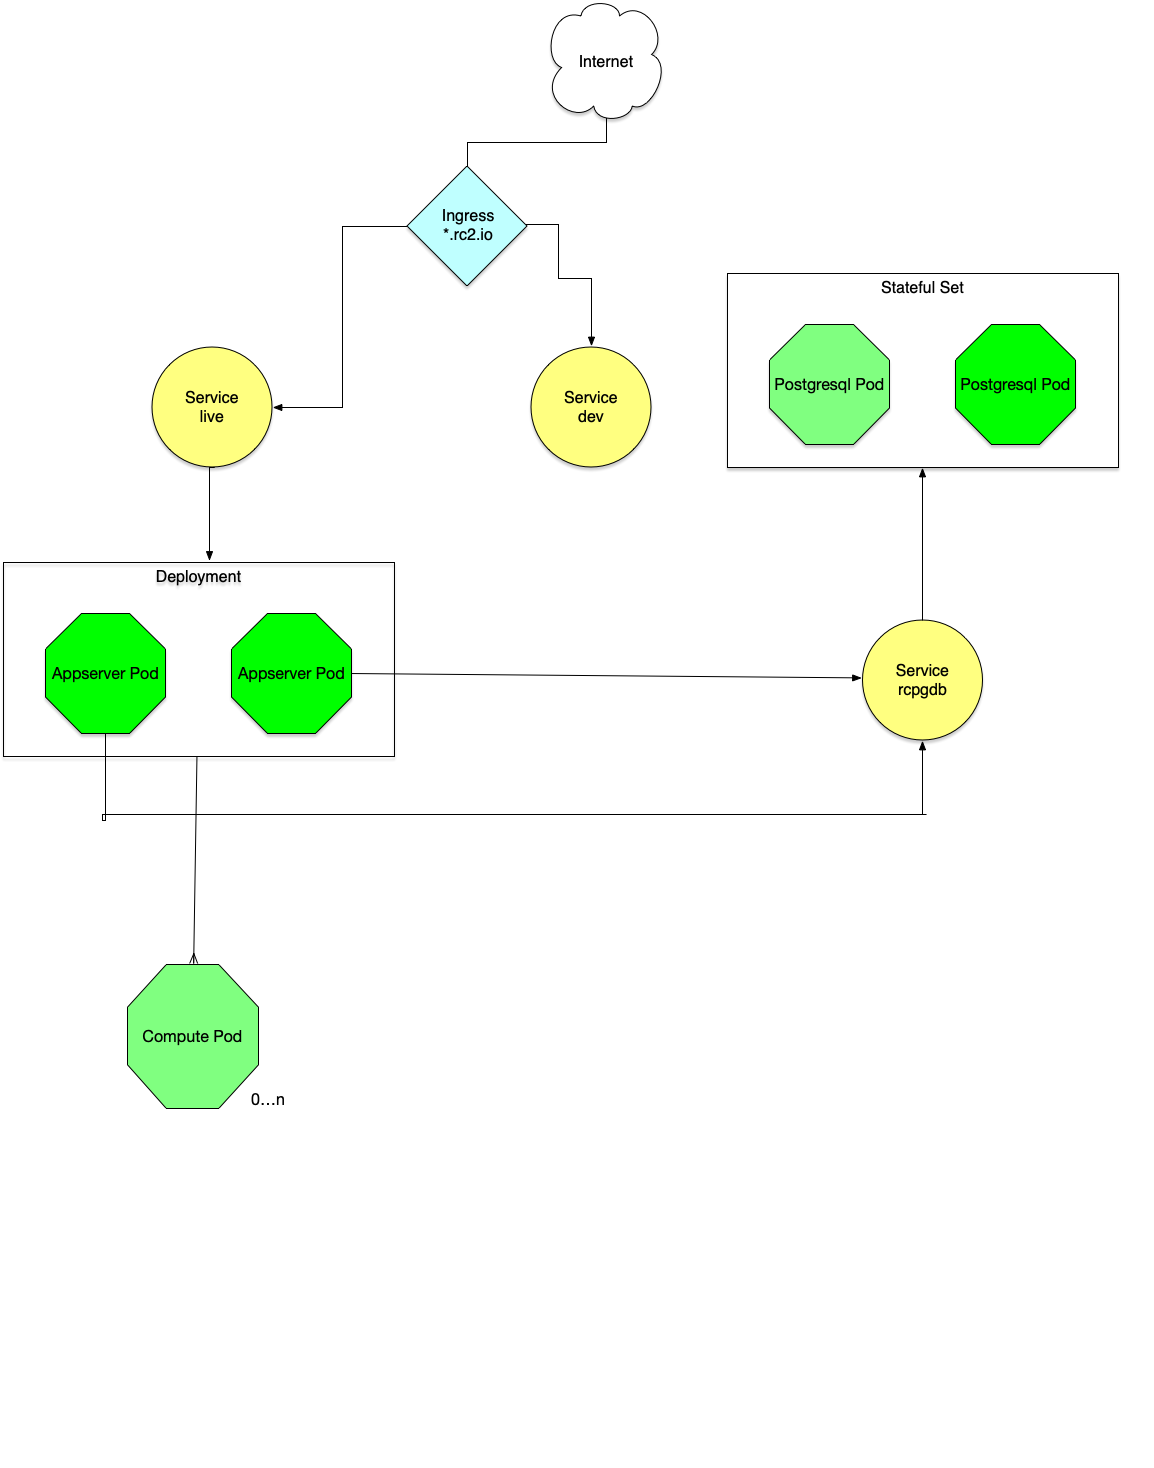 Internet
Ingress
*.rc2.io
Stateful Set
Postgresql Pod
Postgresql Pod
Service
live
Service
dev
Deployment
Appserver Pod
Appserver Pod
Service
rcpgdb
Compute Pod
0...n